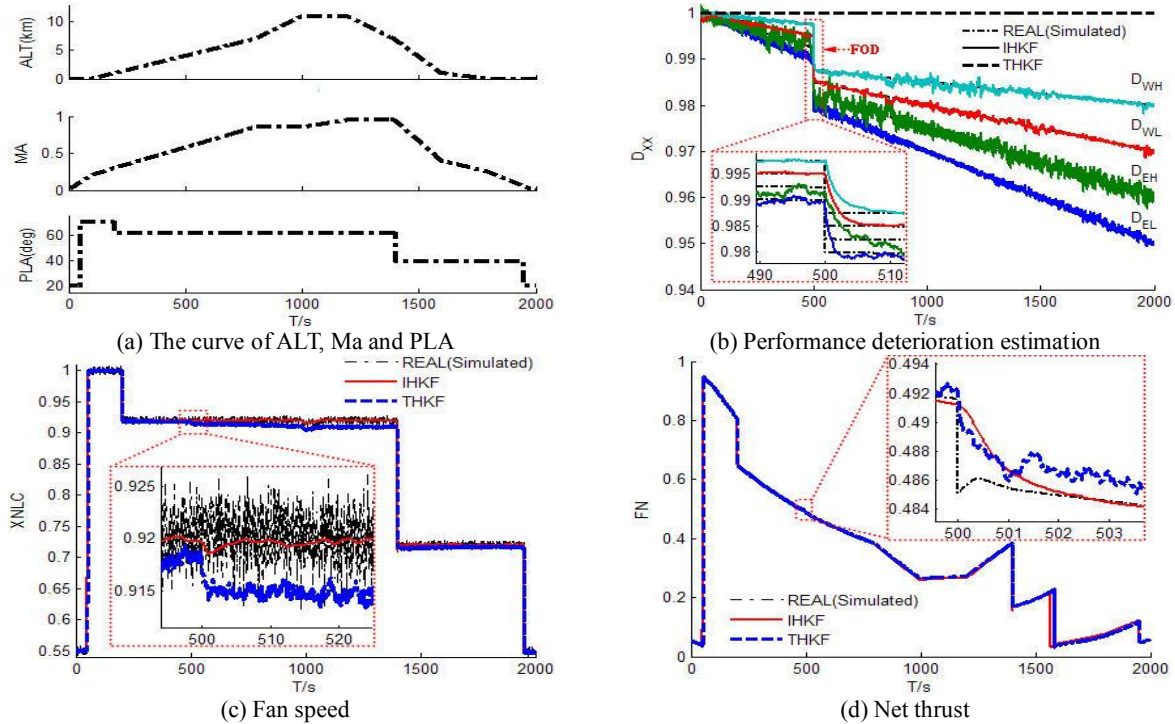 ALT(km)
10
5
0
MA
1
0.5
0
PLA(deg)
60
40
20
0
500
1000
1500
2000
T/s
(a) The curve of ALT, Ma and PLA
D_XX
1
0.99
0.98
0.97
0.96
0.95
0.94
REAL(Simulated)
IHKF
THKF
FOD
D_WH
D_WL
D_EH
D_EL
0.995
0.99
0.985
0.98
490
500
510
0
500
1000
1500
2000
T/s
(b) Performance deterioration estimation
XNLC
1
0.95
0.9
0.85
0.8
0.75
0.7
0.65
0.6
0.55
REAL(Simulated)
IHKF
THKF
0.925
0.92
0.915
500
510
520
0
500
1000
1500
2000
T/s
(c) Fan speed
FN
1
0.8
0.6
0.4
0.2
0
0.494
0.492
0.49
0.488
0.486
0.484
500
501
502
503
REAL(Simulated)
IHKF
THKF
0
500
1000
1500
2000
T/s
(d) Net thrust